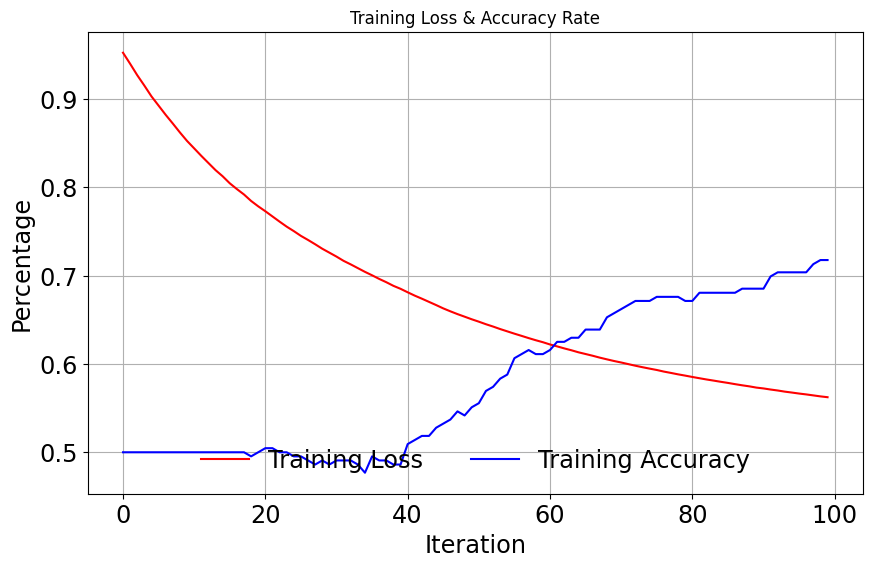 Training Loss & Accuracy Rate
Percentage
0.9
0.8
0.7
0.6
0.5
Training Loss
Training Accuracy
0 20 40 60 80 100
Iteration